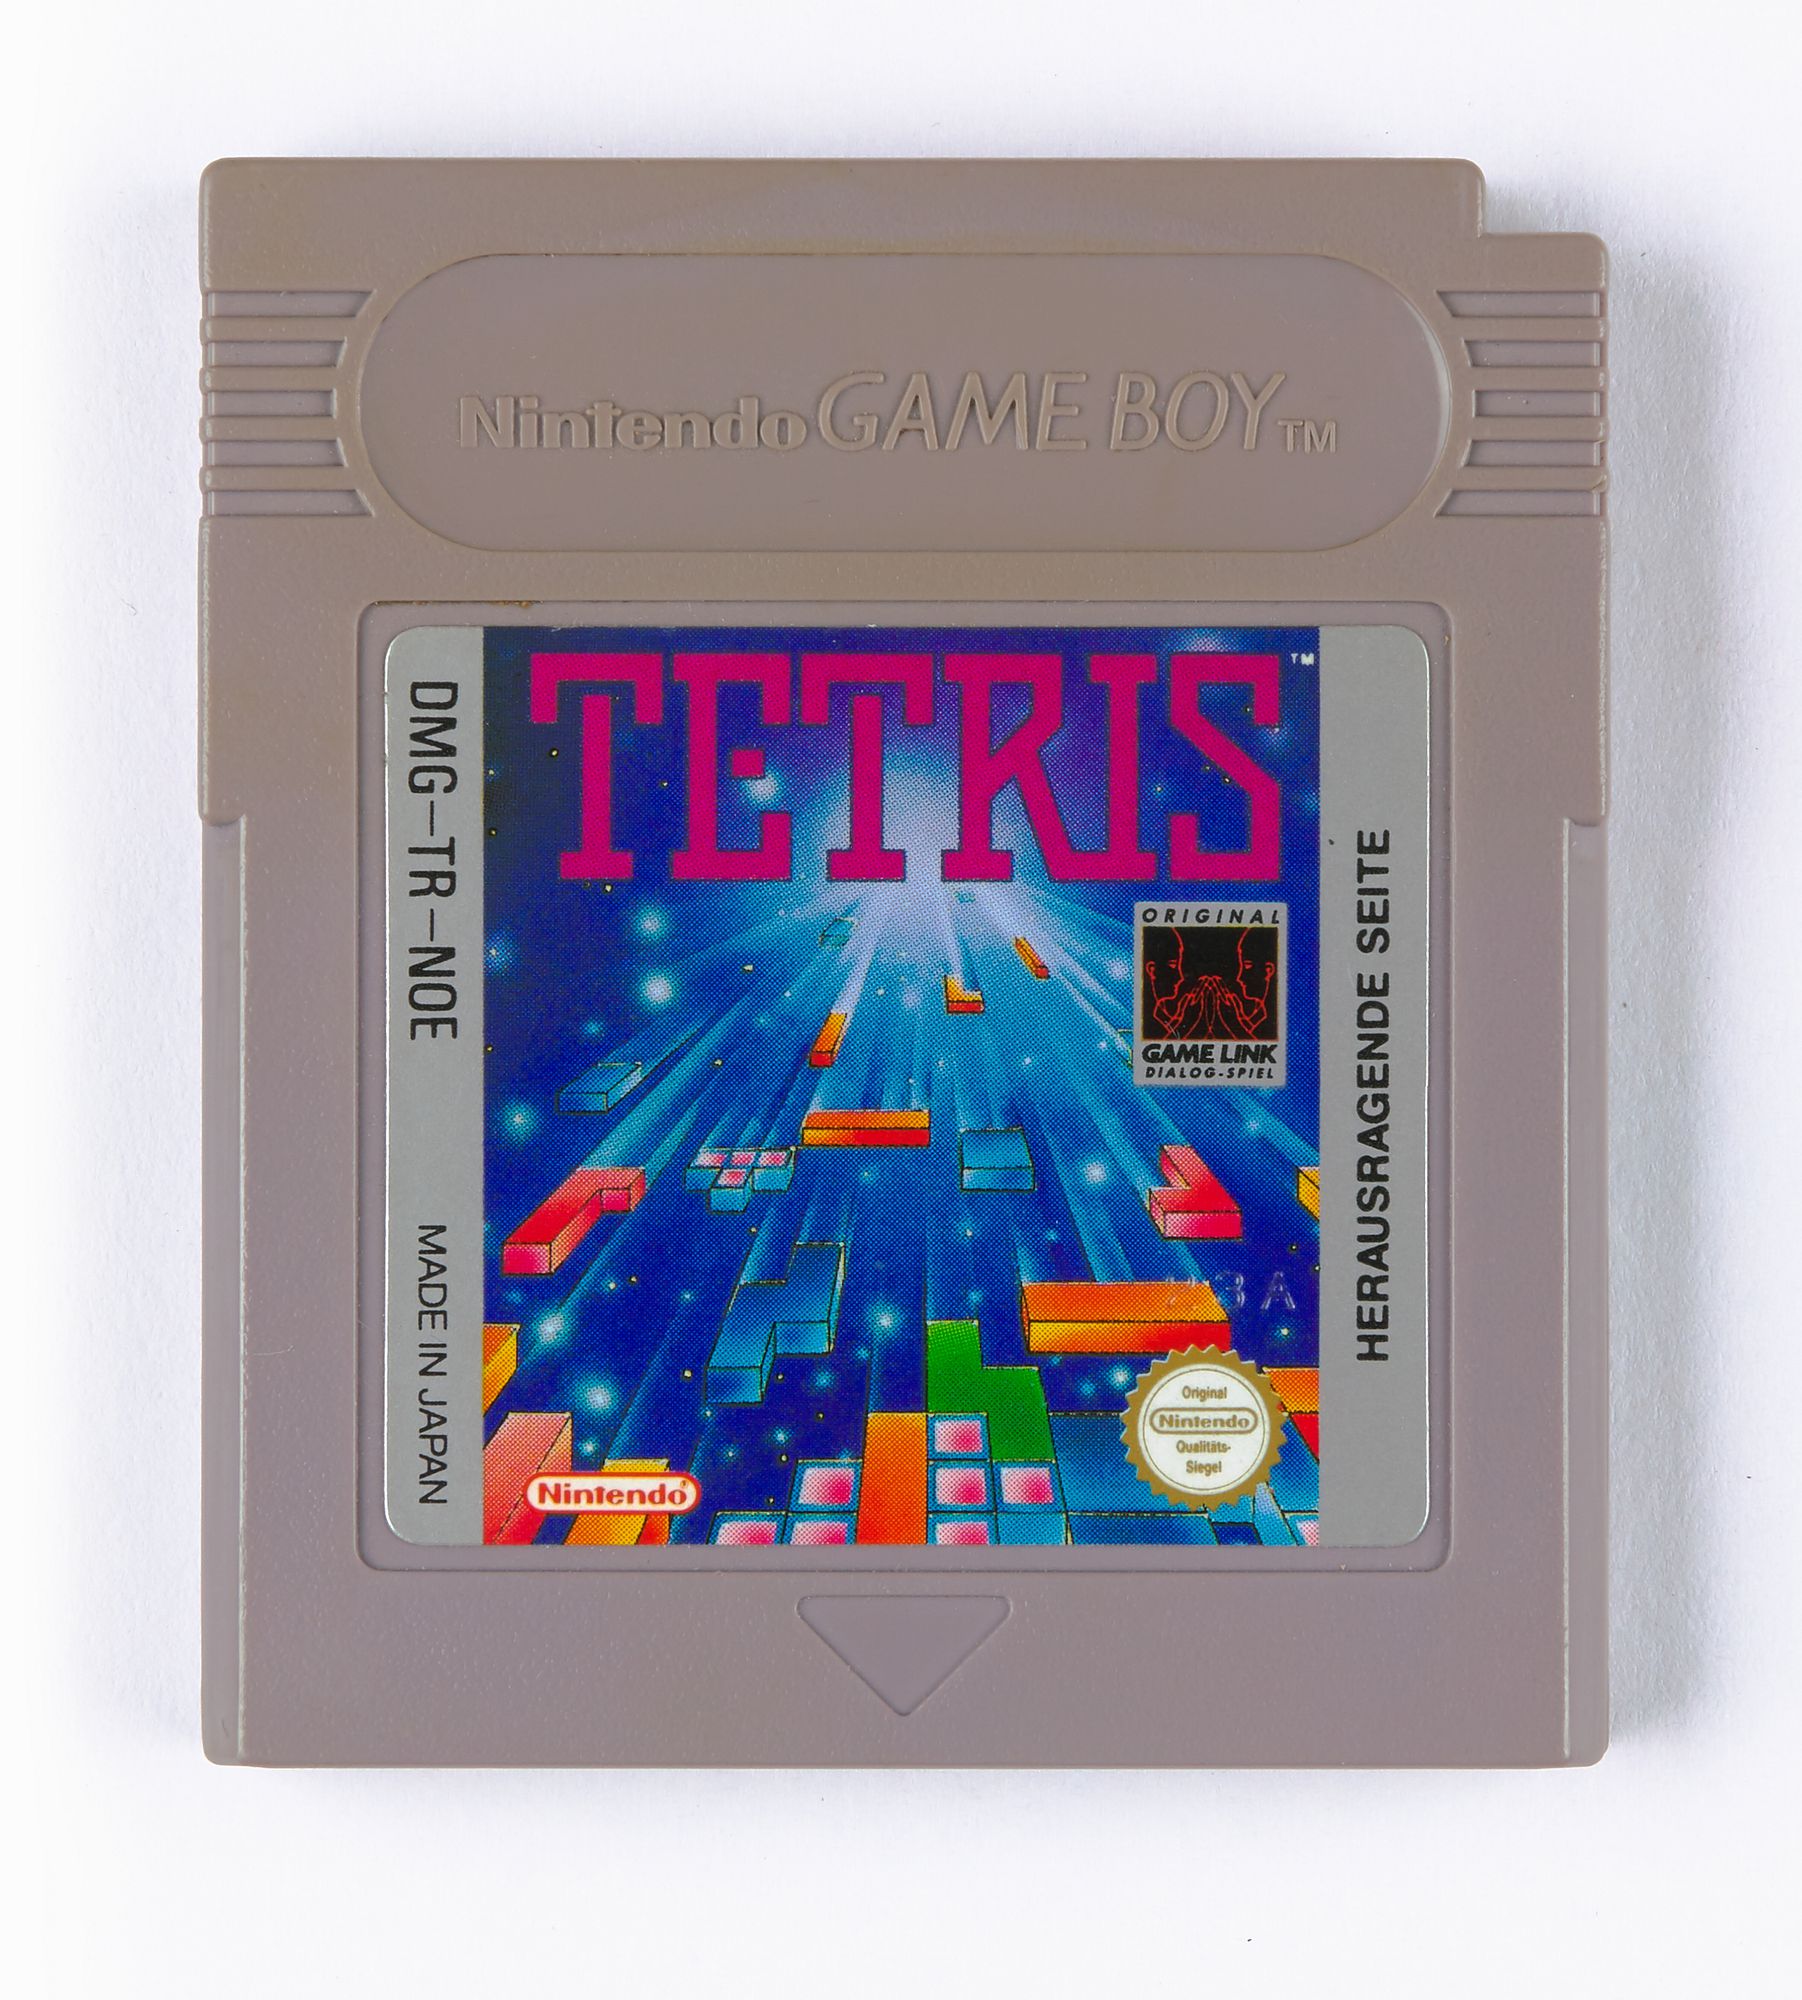 Nintendo GAME BOY TM
TETRIS TM
DMG-TR-NOE
MADE IN JAPAN
ORIGINAL
GAME LINK
DIALOG-SPIEL
HERAUSRAGENDE SEITE
Original
Nintendo
Qualitäts-
Siegel
Nintendo